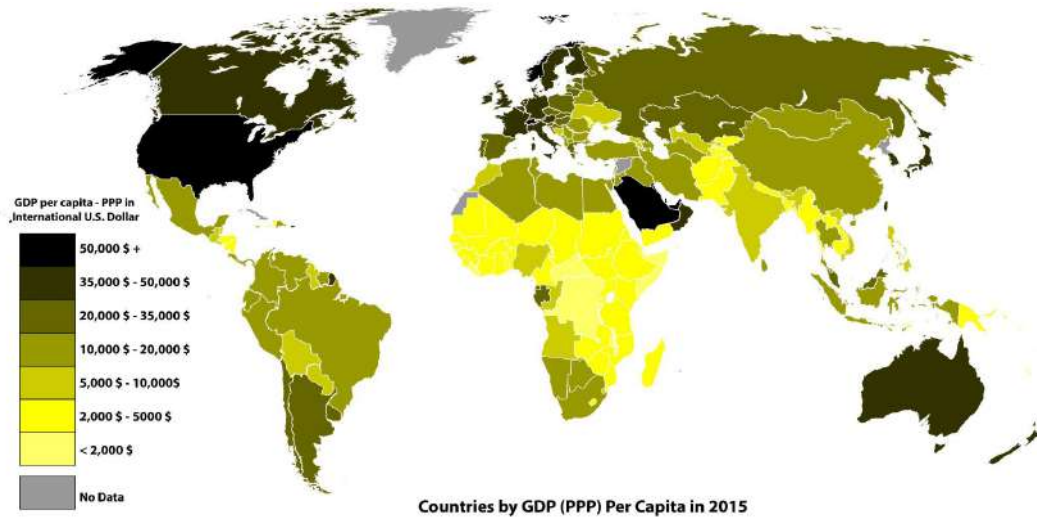 GDP per capita - PPP in
International U.S. Dollar
50,000 $ +
35,000 $ - 50,000 $
20,000 $ - 35,000 $
10,000 $ - 20,000 $
5,000 $ - 10,000$
2,000 $ - 5000 $
< 2,000 $
No Data
Countries by GDP (PPP) Per Capita in 2015